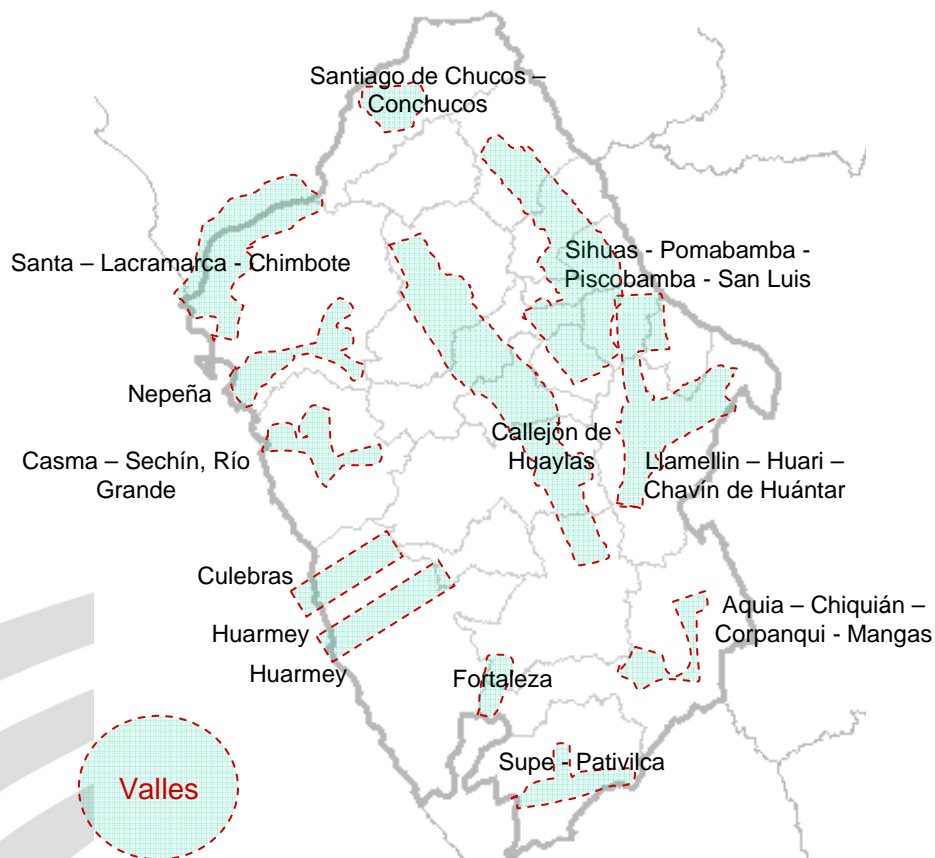 Santiago de Chucos –
Conchucos
Santa – Lacramarca - Chimbote
Sihuas - Pomabamba -
Piscobamba - San Luis
Nepeña
Callejón de
Huaylas
Casma – Sechín, Río
Grande
Llamellin – Huari –
Chavín de Huántar
Culebras
Aquia – Chiquián –
Corpanqui - Mangas
Huarmey
Huarmey
Fortaleza
Supe - Pativilca
Valles